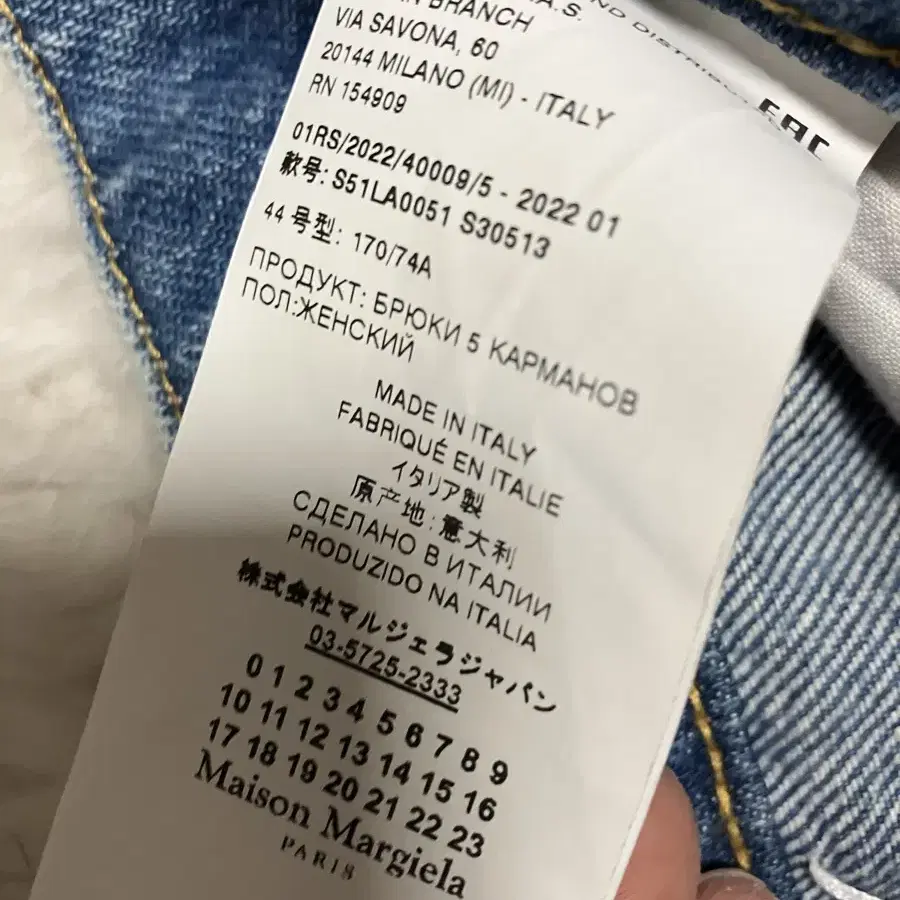 BRANCH
VIA SAVONA, 60
20144 MILANO (MI) - ITALY
RN 154909
01RS/2022/40009/5 - 2022 01
款号: S51LA0051 S30513
44 号型: 170/74A
ПРОДУКТ: БРЮКИ 5 КАРМАНОВ
ПОЛ:ЖЕНСКИЙ
MADE IN ITALY
FABRIQUÉ EN ITALIE
イタリア製
原产地: 意大利
СДЕЛАНО В ИТАЛИИ
PRODUZIDO NA ITALIA
株式会社マルジェラジャパン
03-5725-2333
0 1 2 3 4 5 6 7 8 9
10 11 12 13 14 15 16
17 18 19 20 21 22 23
Maison Margiela
PARIS
EAC